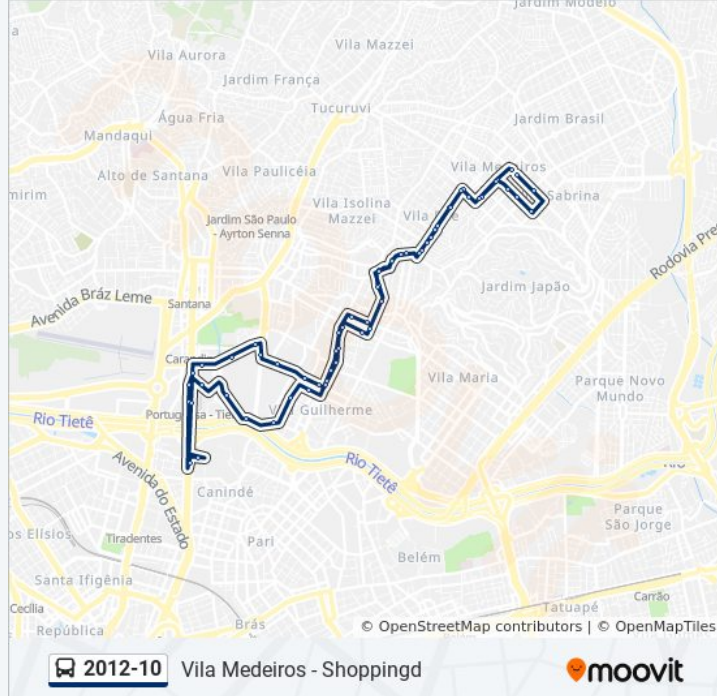 Jardim Modelo
Vila Mazzei
Vila Aurora
Jardim França
Tucuruvi
Água Fria
Jardim Brasil
Mandaqui
Alto de Santana
Vila Paulicéia
Vila Medeiros
mirim
Vila Isolina
Mazzei
Sabrina
Jardim São Paulo
- Ayrton Senna
Rodovia Pre
Jardim Japão
Avenida Bráz Leme
Santana
Carandi
Vila Maria
Parque Novo
Mundo
Rio Tietê
Portuguesa - Tie
Vila Guilherme
Avenida do Estado
Rio Tietê
Rio
Canindé
Parque
São Jorge
os Elísios
Tiradentes
Pari
Belém
Santa Ifigênia
Carrão
Tatuapé
Cecília
República
Brás
© OpenStreetMap contributors | © OpenMapTiles
2012-10 Vila Medeiros - Shoppingd
moovit